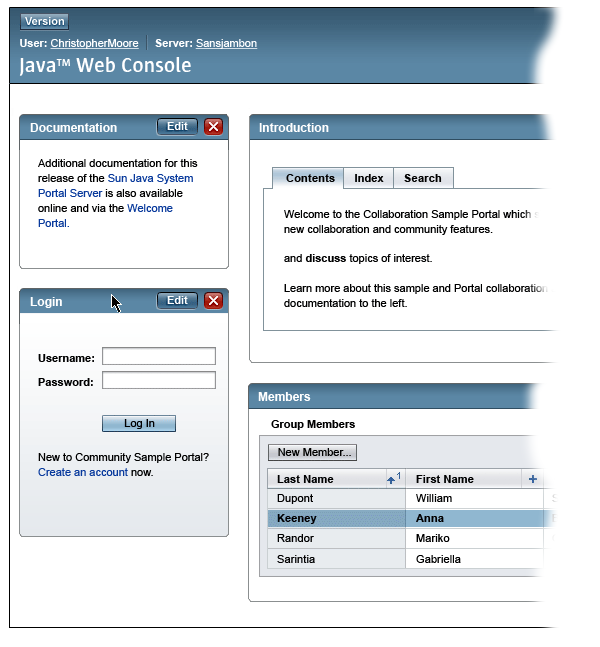 Version
User: ChristopherMoore Server: Sansjambon
Java™ Web Console
Documentation Edit
Additional documentation for this
release of the Sun Java System
Portal Server is also available
online and via the Welcome
Portal.
Login Edit
Username:
Password:
Log In
New to Community Sample Portal?
Create an account now.
Introduction
Contents Index Search
Welcome to the Collaboration Sample Portal which
new collaboration and community features.
and discuss topics of interest.
Learn more about this sample and Portal collaboration
documentation to the left.
Members
Group Members
New Member...
Last Name 1 First Name +
Dupont William
Keeney Anna
Randor Mariko
Sarintia Gabriella